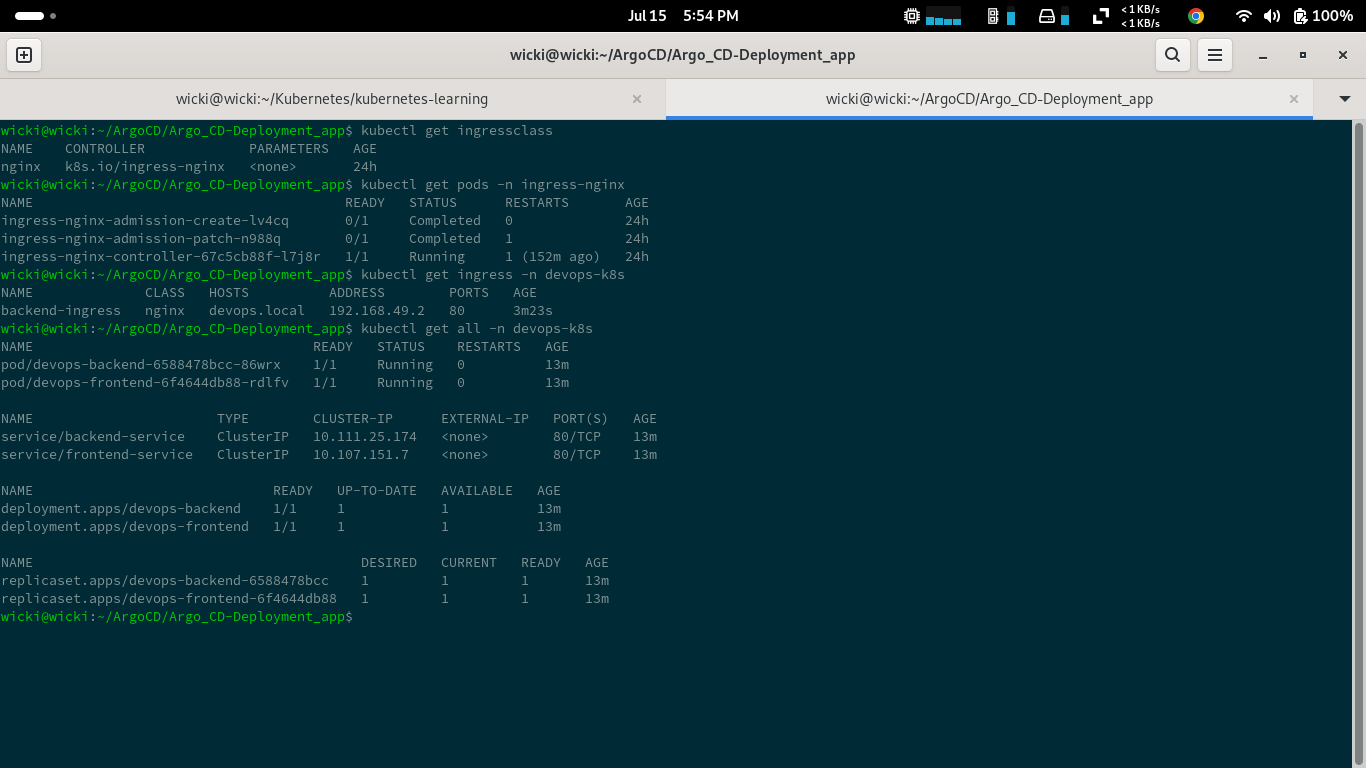 Jul 15 5:54 PM
< 1 KB/s
< 1 KB/s
100%
wicki@wicki:~/ArgoCD/Argo_CD-Deployment_app
wicki@wicki:~/Kubernetes/kubernetes-learning
wicki@wicki:~/ArgoCD/Argo_CD-Deployment_app
wicki@wicki:~/ArgoCD/Argo_CD-Deployment_app$ kubectl get ingressclass
NAME    CONTROLLER             PARAMETERS   AGE
nginx   k8s.io/ingress-nginx   <none>       24h
wicki@wicki:~/ArgoCD/Argo_CD-Deployment_app$ kubectl get pods -n ingress-nginx
NAME                                       READY   STATUS      RESTARTS       AGE
ingress-nginx-admission-create-lv4cq       0/1     Completed   0              24h
ingress-nginx-admission-patch-n988q        0/1     Completed   1              24h
ingress-nginx-controller-67c5cb88f-l7j8r   1/1     Running     1 (152m ago)   24h
wicki@wicki:~/ArgoCD/Argo_CD-Deployment_app$ kubectl get ingress -n devops-k8s
NAME              CLASS   HOSTS          ADDRESS        PORTS   AGE
backend-ingress   nginx   devops.local   192.168.49.2   80      3m23s
wicki@wicki:~/ArgoCD/Argo_CD-Deployment_app$ kubectl get all -n devops-k8s
NAME                                   READY   STATUS    RESTARTS   AGE
pod/devops-backend-6588478bcc-86wrx    1/1     Running   0          13m
pod/devops-frontend-6f4644db88-rdlfv   1/1     Running   0          13m
NAME                       TYPE        CLUSTER-IP      EXTERNAL-IP   PORT(S)   AGE
service/backend-service    ClusterIP   10.111.25.174   <none>        80/TCP    13m
service/frontend-service   ClusterIP   10.107.151.7    <none>        80/TCP    13m
NAME                              READY   UP-TO-DATE   AVAILABLE   AGE
deployment.apps/devops-backend    1/1     1            1           13m
deployment.apps/devops-frontend   1/1     1            1           13m
NAME                                         DESIRED   CURRENT   READY   AGE
replicaset.apps/devops-backend-6588478bcc    1         1         1       13m
replicaset.apps/devops-frontend-6f4644db88   1         1         1       13m
wicki@wicki:~/ArgoCD/Argo_CD-Deployment_app$